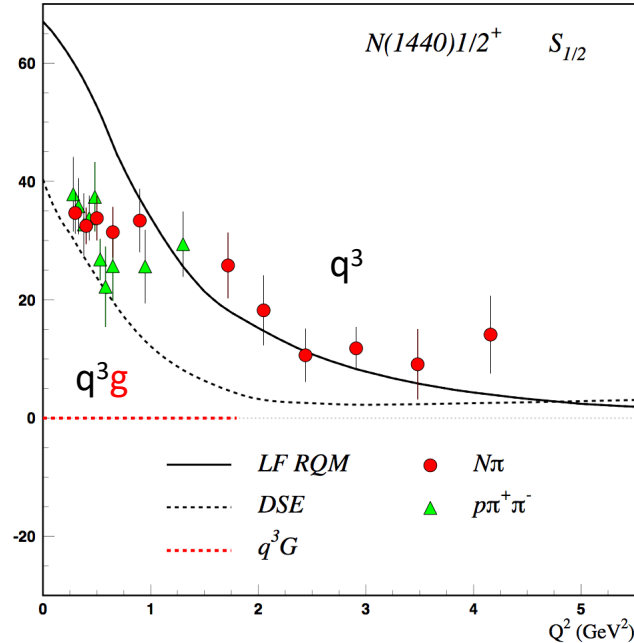 N(1440)1/2⁺ S₁/₂
60
40
q³
20
q³g
0
LF RQM
Nπ
DSE
pπ⁺π⁻
q³G
-20
0 1 2 3 4 5
Q² (GeV²)